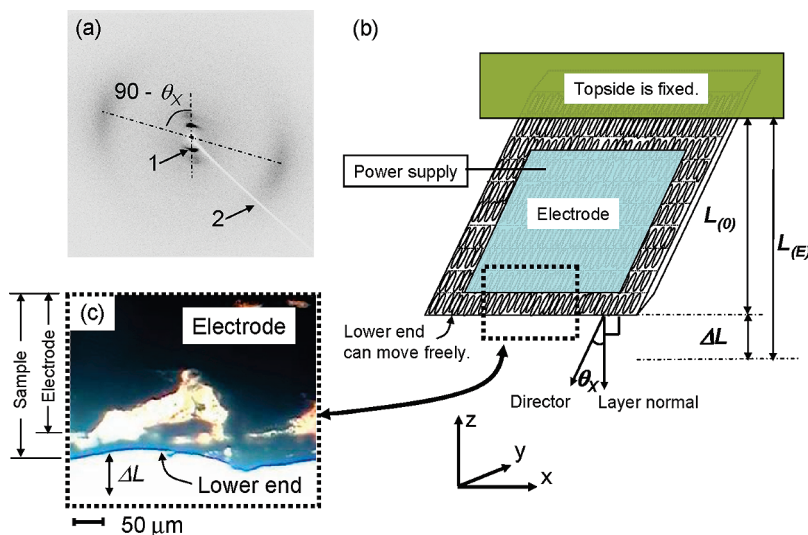 (a)
90 - θX
1
2
(b)
Topside is fixed.
Power supply
Electrode
L(0)
L(E)
Lower end
can move freely.
ΔL
θX
Director
Layer normal
z
y
x
(c)
Electrode
Sample
Electrode
ΔL
Lower end
50 μm